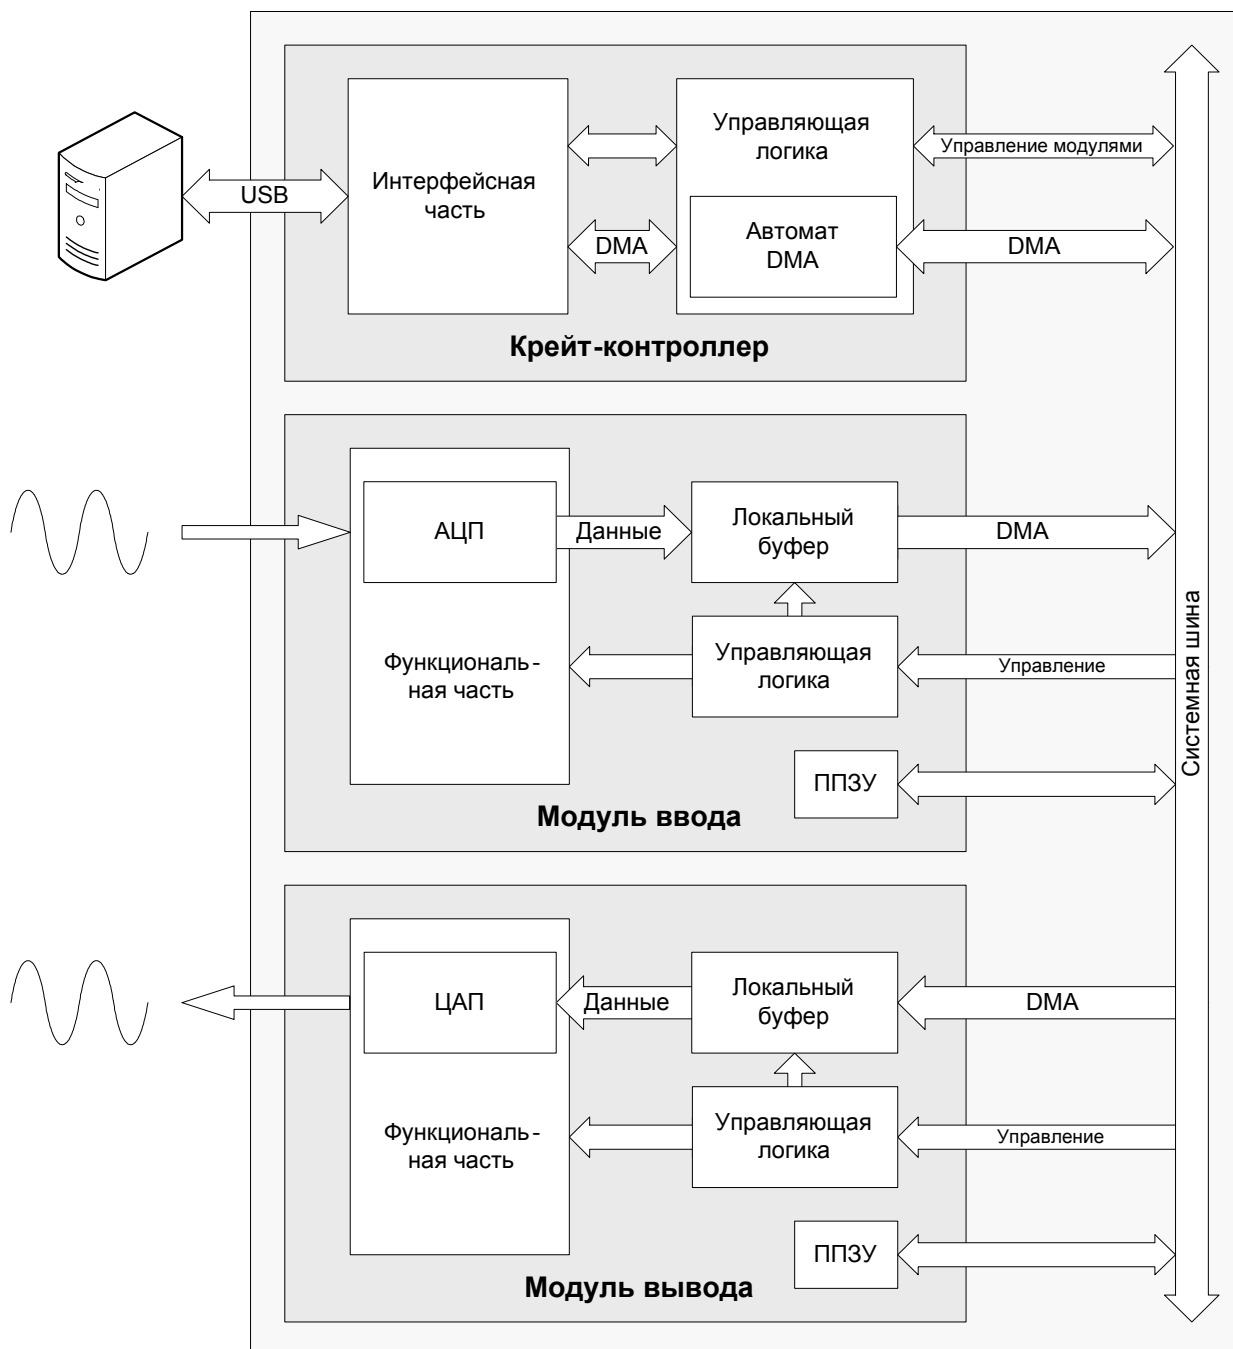 Управляющая
логика
Управление модулями
Интерфейсная
часть
USB
Автомат
DMA
DMA
DMA
Крейт-контроллер
АЦП
Данные
Локальный
буфер
DMA
Функциональ-
ная часть
Управляющая
логика
Управление
Системная шина
ППЗУ
Модуль ввода
ЦАП
Данные
Локальный
буфер
DMA
Функциональ-
ная часть
Управляющая
логика
Управление
ППЗУ
Модуль вывода